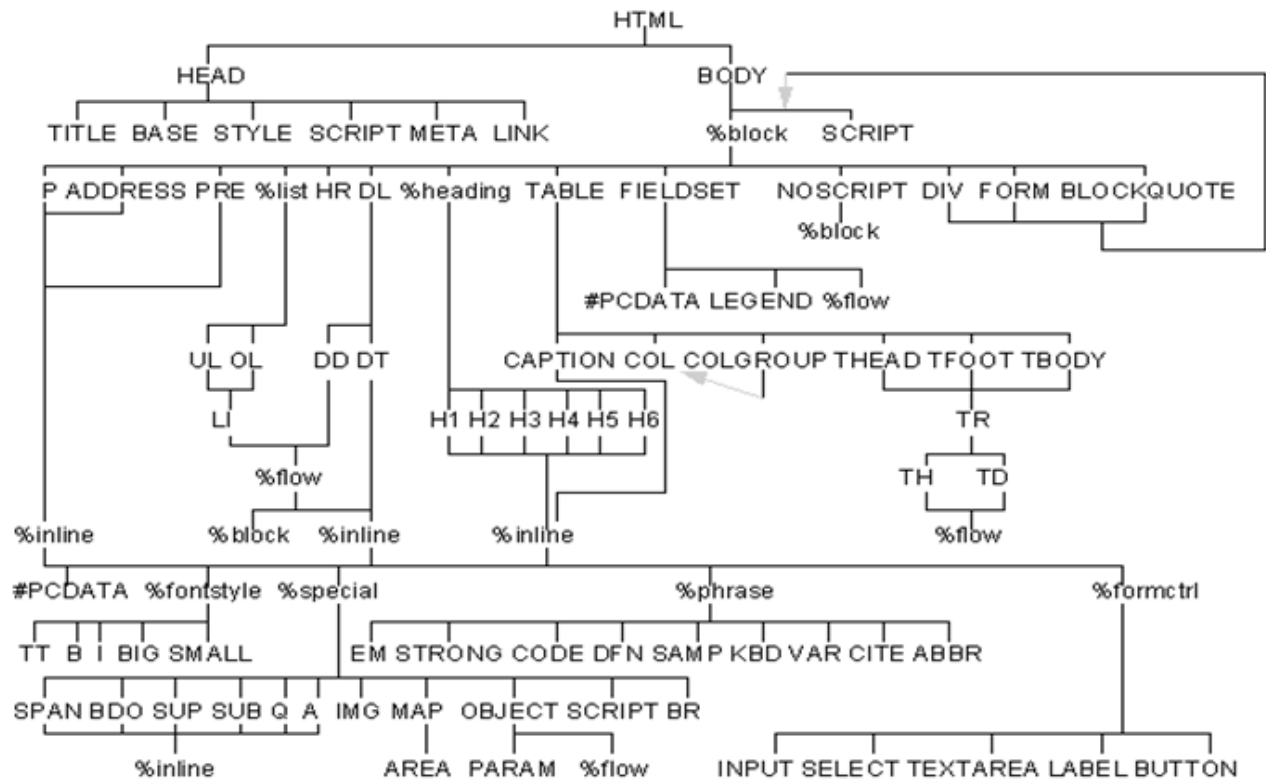 HTML
HEAD BODY
TITLE BASE STYLE SCRIPT META LINK %block SCRIPT
P ADDRESS PRE %list HR DL %heading TABLE FIELDSET NOSCRIPT DIV FORM BLOCKQUOTE
%block
#PCDATA LEGEND %flow
UL OL DD DT CAPTION COL COLGROUP THEAD TFOOT TBODY
LI H1 H2 H3 H4 H5 H6 TR
%flow TH TD
%inline %block %inline %inline %flow
#PCDATA %fontstyle %special %phrase %formctrl
TT B I BIG SMALL EM STRONG CODE DFN SAMP KBD VAR CITE ABBR
SPAN BDO SUP SUB Q A IMG MAP OBJECT SCRIPT BR
%inline AREA PARAM %flow INPUT SELECT TEXTAREA LABEL BUTTON